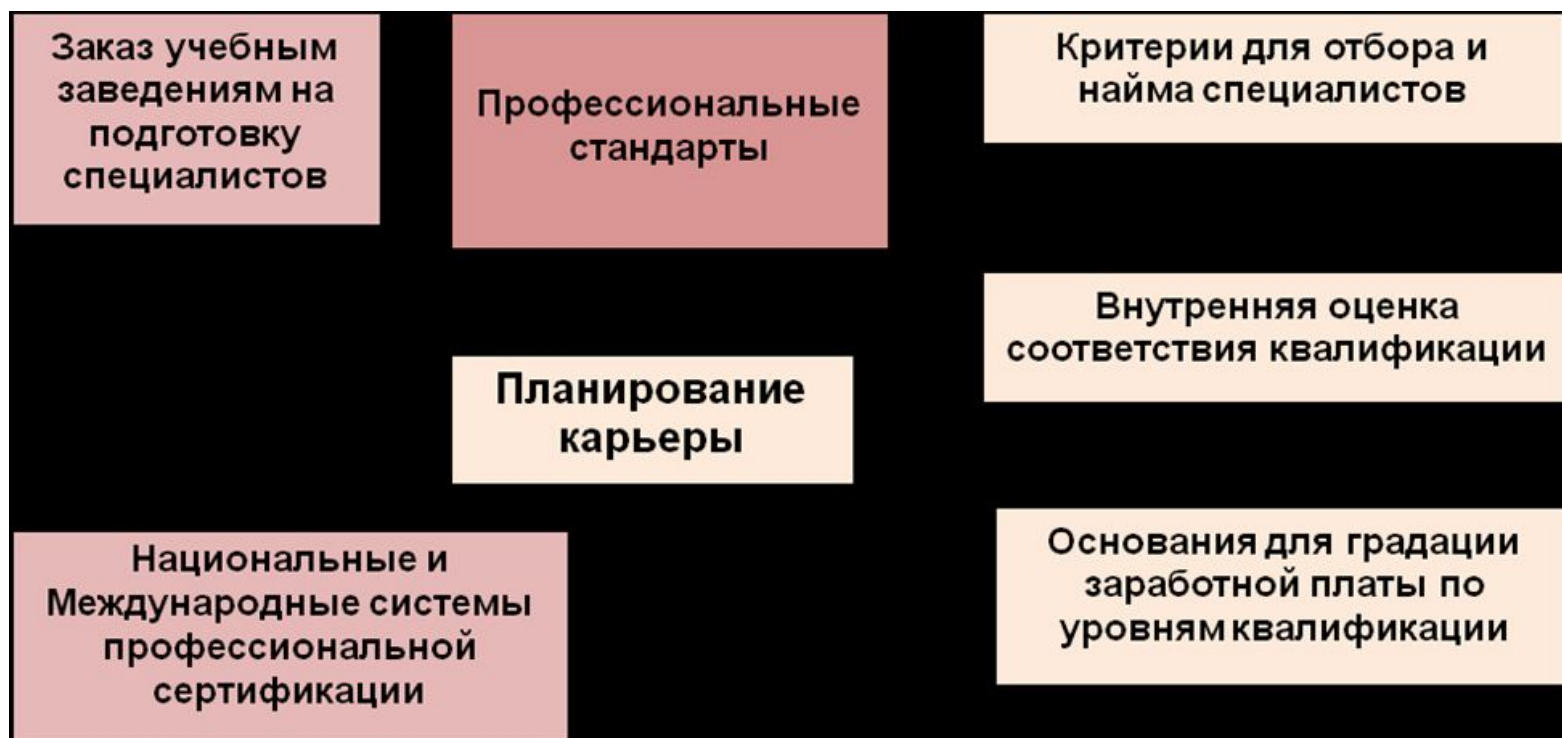 Заказ учебным
заведениям на
подготовку
специалистов
Профессиональные
стандарты
Критерии для отбора и
найма специалистов
Внутренняя оценка
соответствия квалификации
Планирование
карьеры
Национальные и
Международные системы
профессиональной
сертификации
Основания для градации
заработной платы по
уровням квалификации